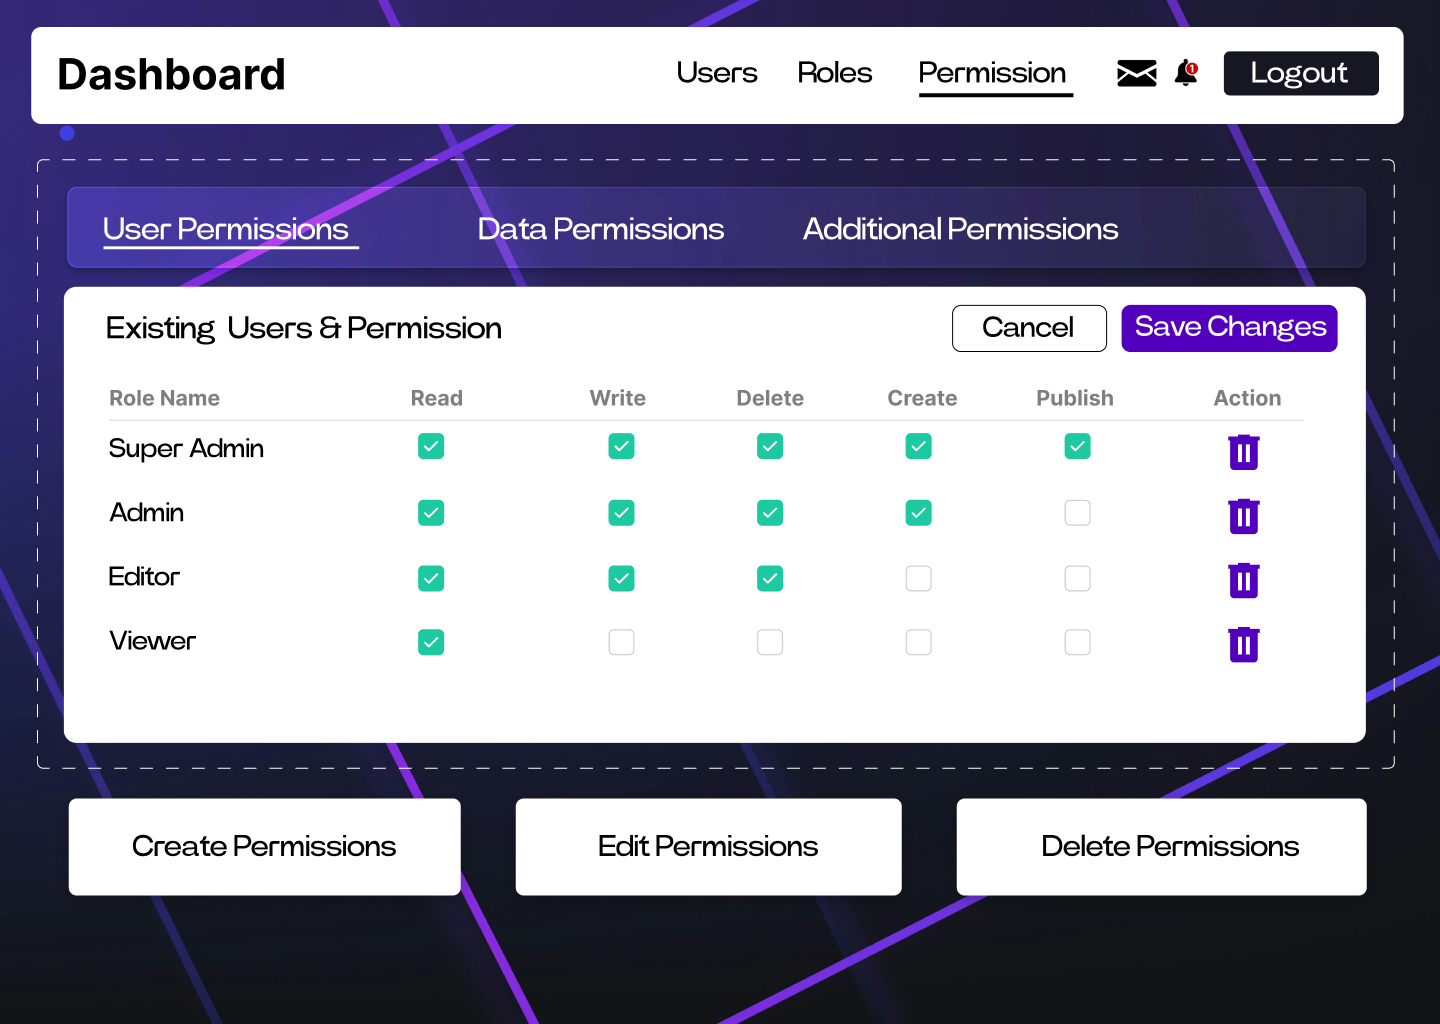 Dashboard Users Roles Permission 1 Logout
User Permissions Data Permissions Additional Permissions
Existing Users & Permission Cancel Save Changes
Role Name Read Write Delete Create Publish Action
Super Admin
Admin
Editor
Viewer
Create Permissions Edit Permissions Delete Permissions